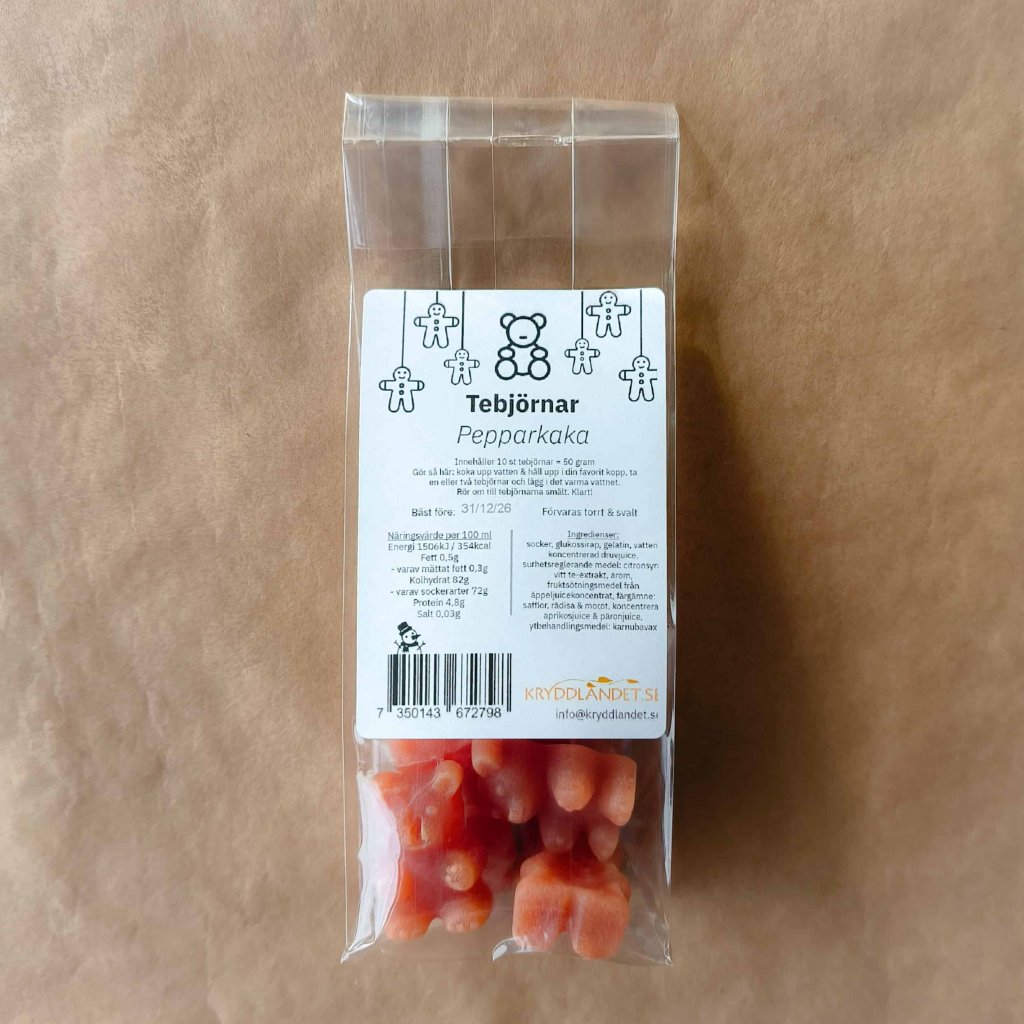 Tebjörnar
Pepparkaka
Innehåller 10 st tebjörnar = 50 gram
Gör så här: koka upp vatten & häll upp i din favorit kopp, ta
en eller två tebjörnar och lägg i det varma vattnet.
Rör om till tebjörnarna smält. Klart!
Bäst före: 31/12/26
Förvaras torrt & svalt
Näringsvärde per 100 ml
Energi 1506kJ / 354kcal
Fett 0,5g
- varav mättat fett 0,3g
Kolhydrat 82g
- varav sockerarter 72g
Protein 4,8g
Salt 0,03g
Ingredienser:
socker, glukossirap, gelatin, vatten
koncentrerad druvjuice,
surhetsreglerande medel: citronsyr
vitt te-extrakt, arom,
fruktsötningsmedel från
äppeljuicekoncentrat, färgämne:
safflor, rädisa & morot, koncentrera
aprikosjuice & päronjuice,
ytbehandlingsmedel: karnubavax
7 350143 672798
KRYDDLANDET.SE
info@kryddlandet.se